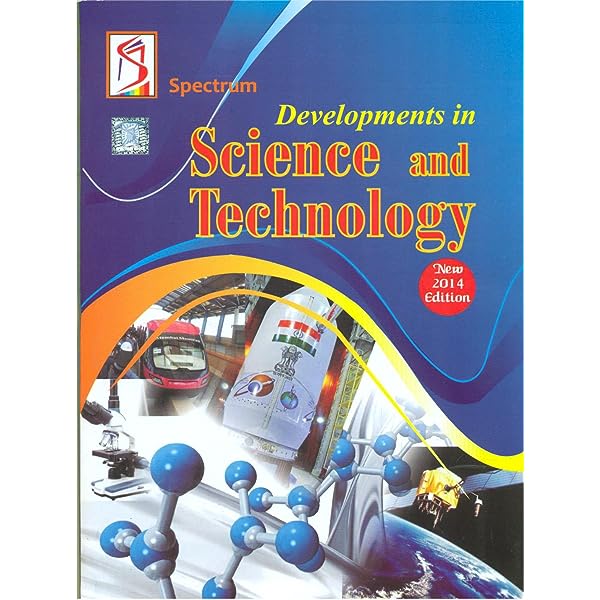 Spectrum
Developments in
Science and
Technology
New
2014
Edition